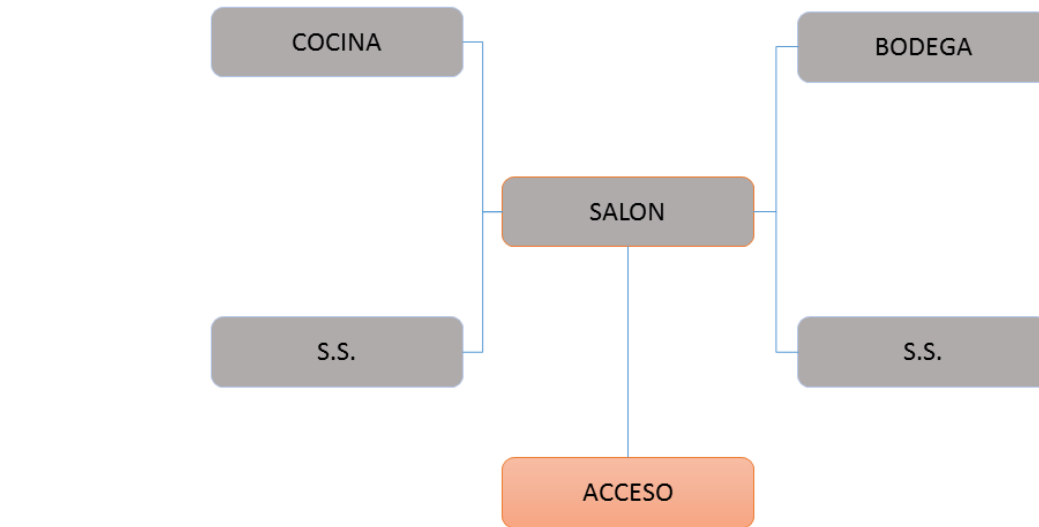 COCINA
BODEGA
SALON
S.S.
S.S.
ACCESO